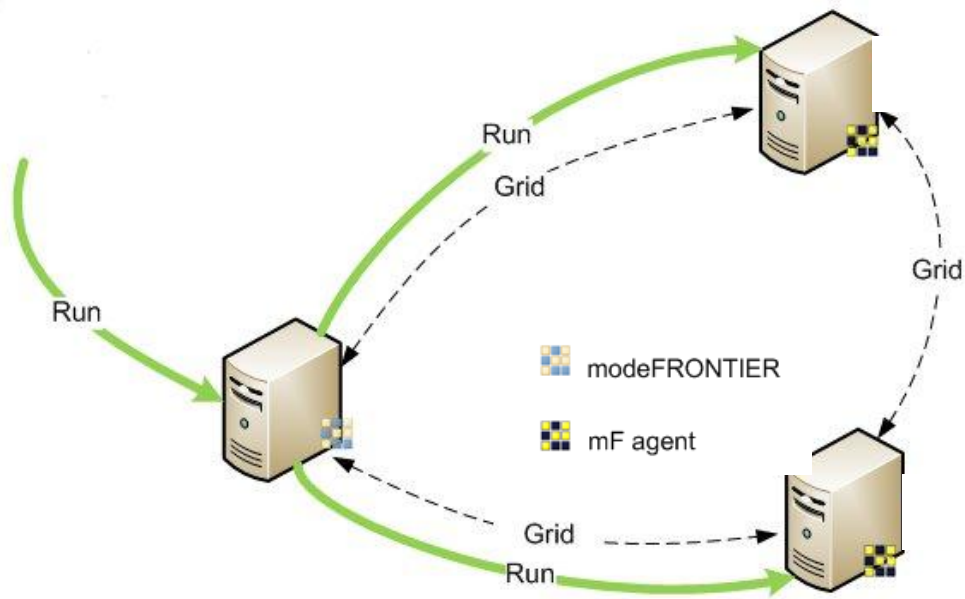 Run
Grid
Grid
Run
modeFRONTIER
mF agent
Grid
Run